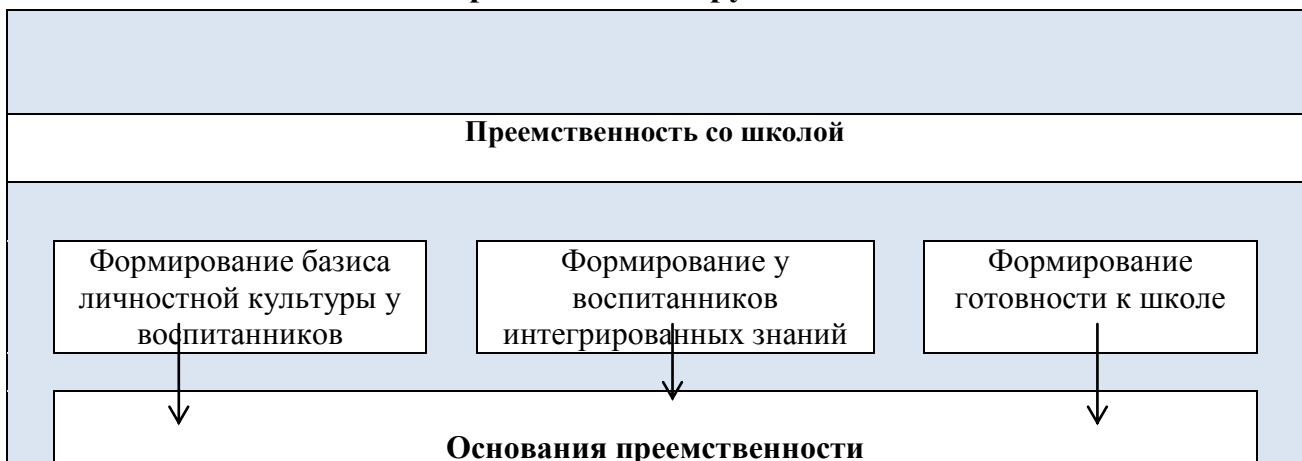 Преемственность со школой
Формирование базиса
личностной культуры у
воспитанников
Формирование у
воспитанников
интегрированных знаний
Формирование
готовности к школе
Основания преемственности